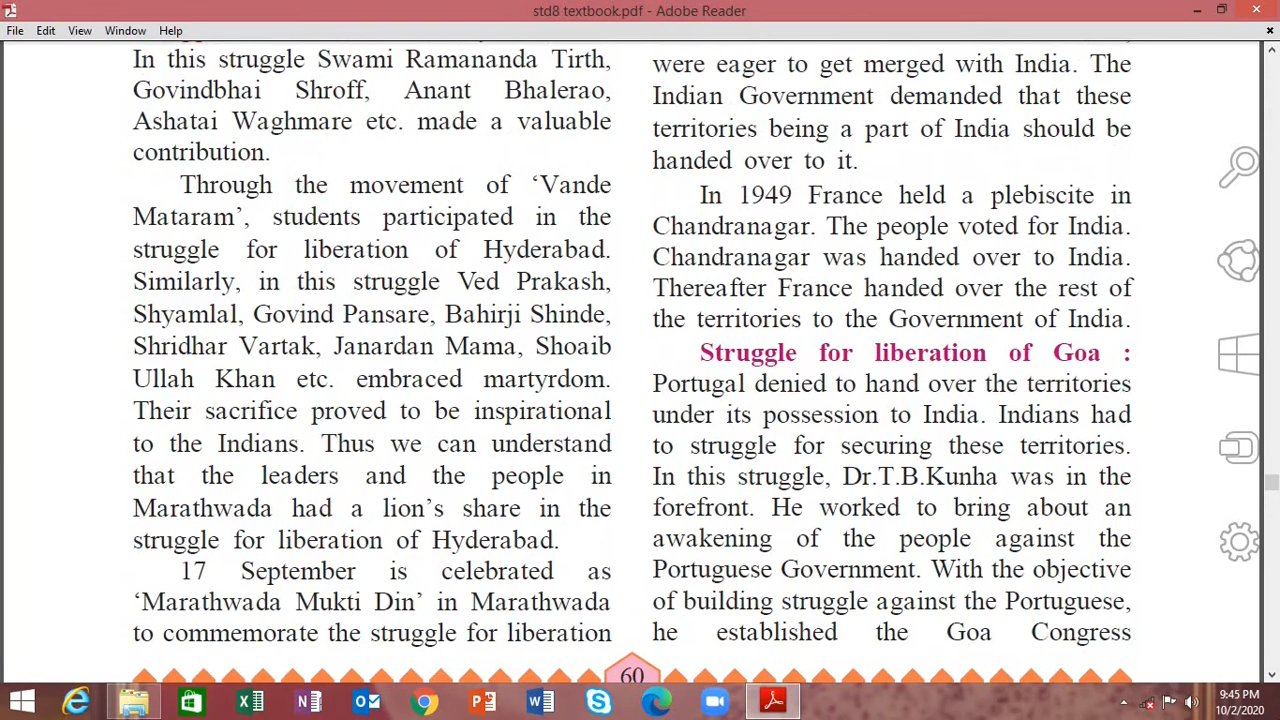 std8 textbook.pdf - Adobe Reader
File Edit View Window Help
In this struggle Swami Ramananda Tirth,
Govindbhai Shroff, Anant Bhalerao,
Ashatai Waghmare etc. made a valuable
contribution.
Through the movement of ‘Vande
Mataram’, students participated in the
struggle for liberation of Hyderabad.
Similarly, in this struggle Ved Prakash,
Shyamlal, Govind Pansare, Bahirji Shinde,
Shridhar Vartak, Janardan Mama, Shoaib
Ullah Khan etc. embraced martyrdom.
Their sacrifice proved to be inspirational
to the Indians. Thus we can understand
that the leaders and the people in
Marathwada had a lion’s share in the
struggle for liberation of Hyderabad.
17 September is celebrated as
‘Marathwada Mukti Din’ in Marathwada
to commemorate the struggle for liberation
were eager to get merged with India. The
Indian Government demanded that these
territories being a part of India should be
handed over to it.
In 1949 France held a plebiscite in
Chandranagar. The people voted for India.
Chandranagar was handed over to India.
Thereafter France handed over the rest of
the territories to the Government of India.
Struggle for liberation of Goa :
Portugal denied to hand over the territories
under its possession to India. Indians had
to struggle for securing these territories.
In this struggle, Dr.T.B.Kunha was in the
forefront. He worked to bring about an
awakening of the people against the
Portuguese Government. With the objective
of building struggle against the Portuguese,
he established the Goa Congress
60
9:45 PM
10/2/2020